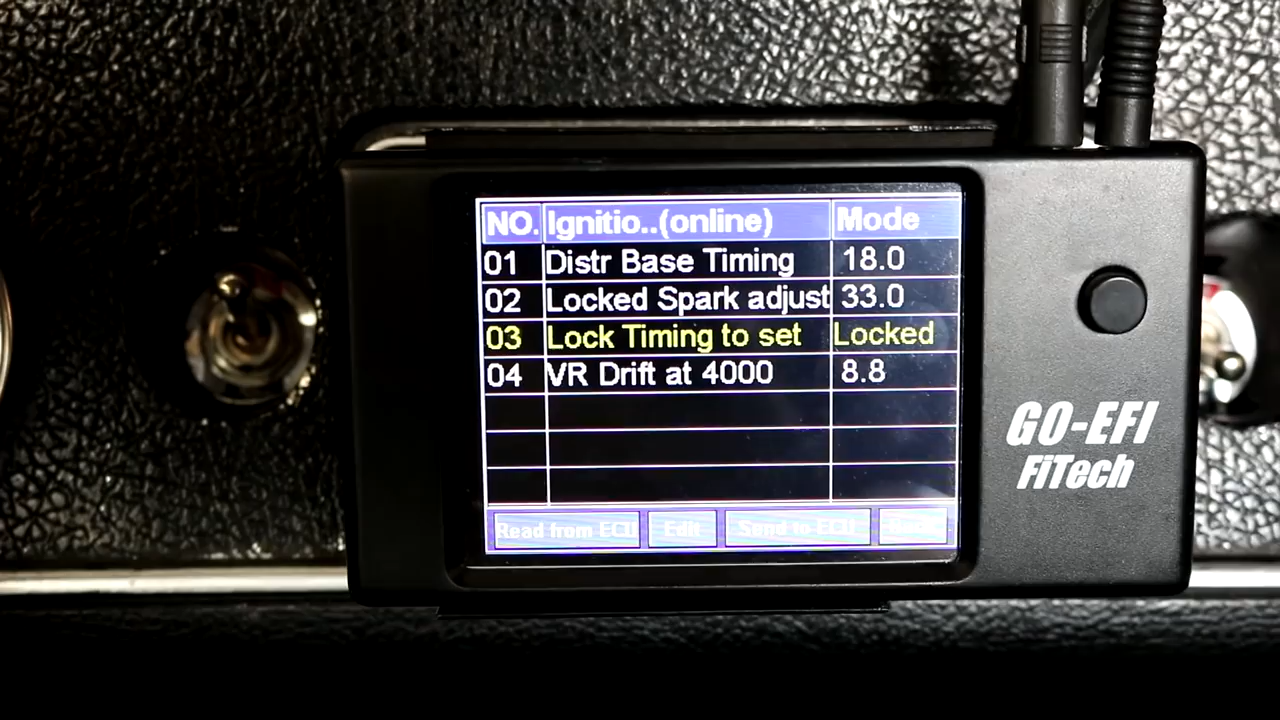 NO. Ignitio..(online) Mode
01 Distr Base Timing 18.0
02 Locked Spark adjust 33.0
03 Lock Timing to set Locked
04 VR Drift at 4000 8.8
Read from ECU Edit Send to ECU Back
GO-EFI
FiTech